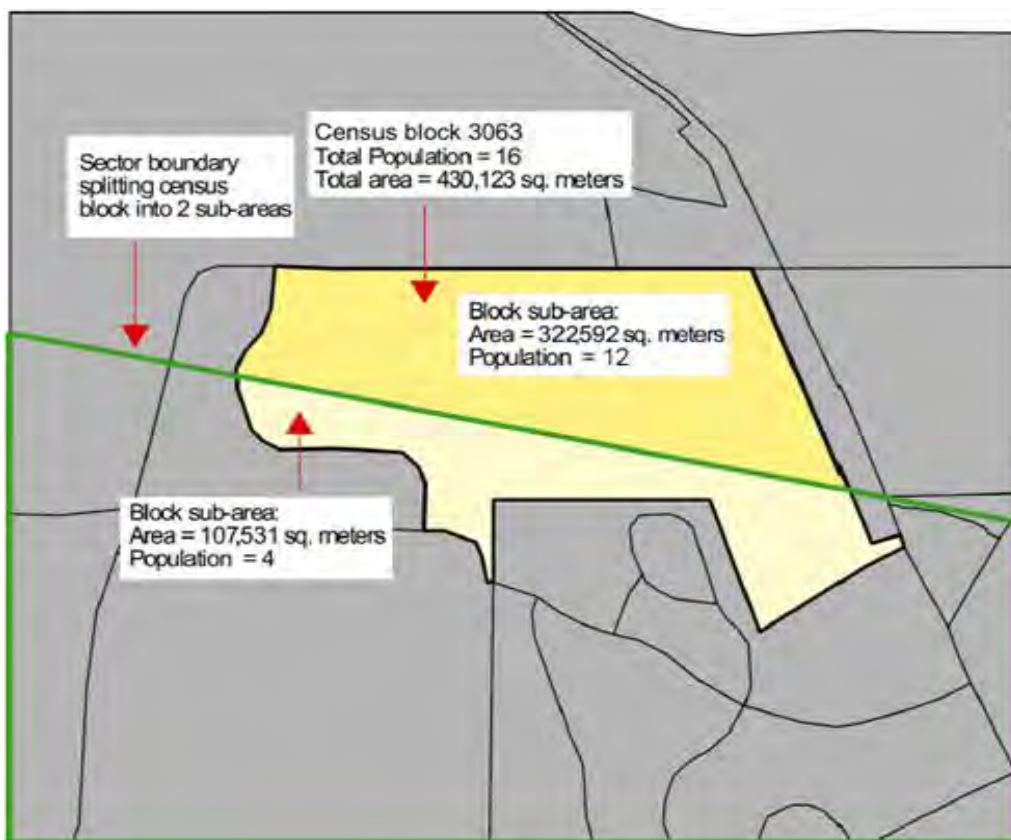 Census block 3063
Total Population = 16
Total area = 430,123 sq. meters
Sector boundary
splitting census
block into 2 sub-areas
Block sub-area:
Area = 322592 sq. meters
Population = 12
Block sub-area:
Area = 107,531 sq. meters
Population = 4